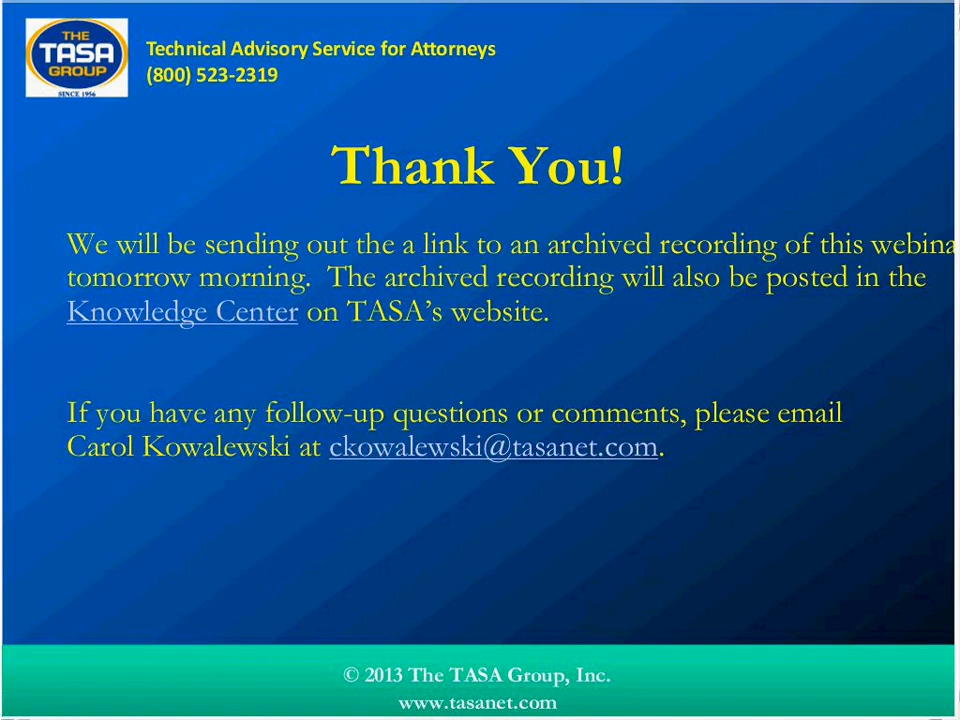 THE
TASA
GROUP
SINCE 1956
Technical Advisory Service for Attorneys
(800) 523-2319
Thank You!
We will be sending out the a link to an archived recording of this webina
tomorrow morning.  The archived recording will also be posted in the
Knowledge Center on TASA’s website.
If you have any follow-up questions or comments, please email
Carol Kowalewski at ckowalewski@tasanet.com.
© 2013 The TASA Group, Inc.
www.tasanet.com